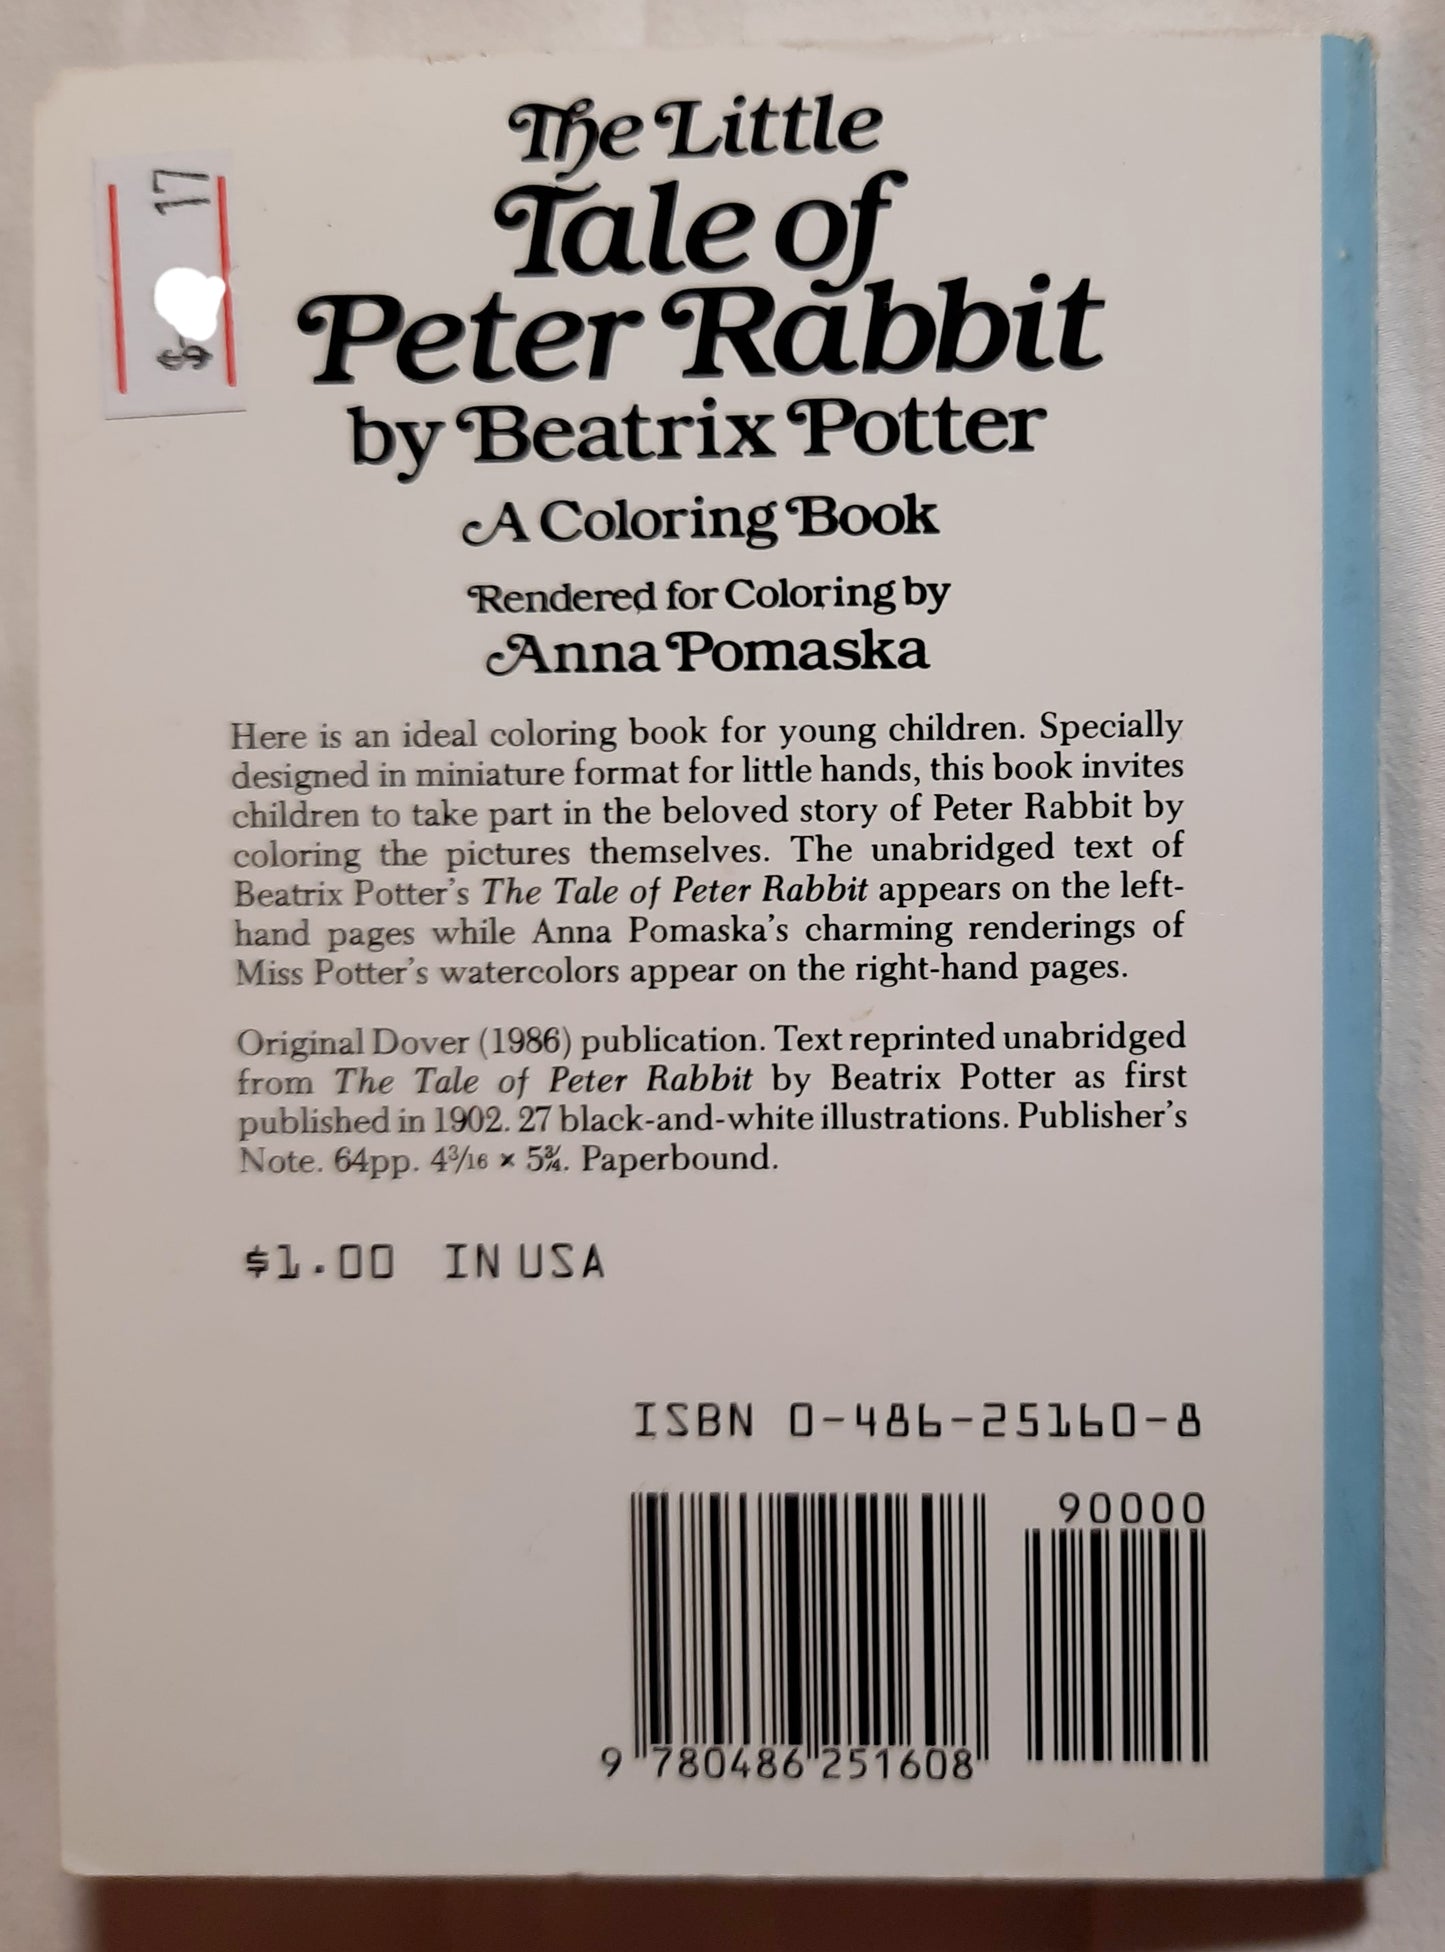 The Little
Tale of
Peter Rabbit
by Beatrix Potter
A Coloring Book
Rendered for Coloring by
Anna Pomaska
Here is an ideal coloring book for young children. Specially
designed in miniature format for little hands, this book invites
children to take part in the beloved story of Peter Rabbit by
coloring the pictures themselves. The unabridged text of
Beatrix Potter's The Tale of Peter Rabbit appears on the left-
hand pages while Anna Pomaska's charming renderings of
Miss Potter's watercolors appear on the right-hand pages.
Original Dover (1986) publication. Text reprinted unabridged
from The Tale of Peter Rabbit by Beatrix Potter as first
published in 1902. 27 black-and-white illustrations. Publisher's
Note. 64pp. 4³⁄₁₆ × 5¾. Paperbound.
$1.00 IN USA
ISBN 0-486-25160-8
90000
9 780486 251608
17
$